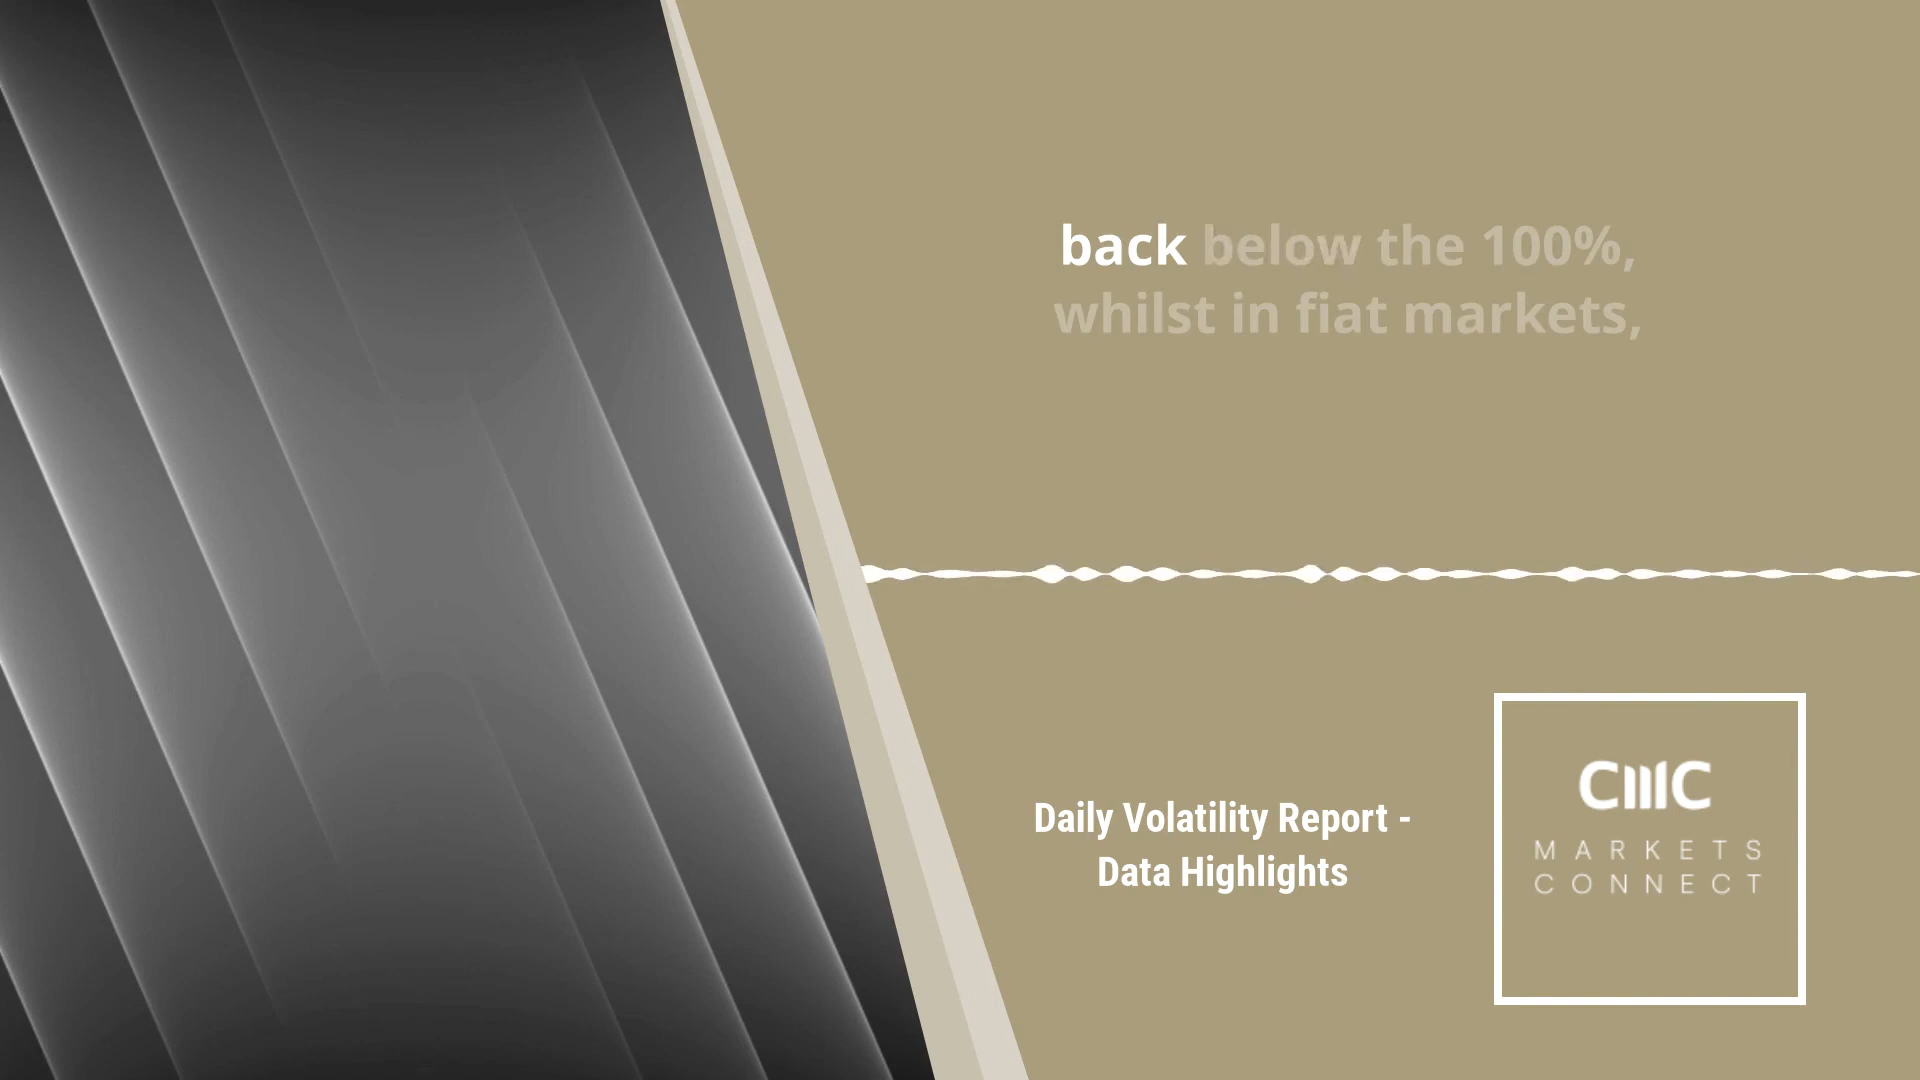 back below the 100%,
whilst in fiat markets,
Daily Volatility Report -
Data Highlights
CMC
MARKETS
CONNECT